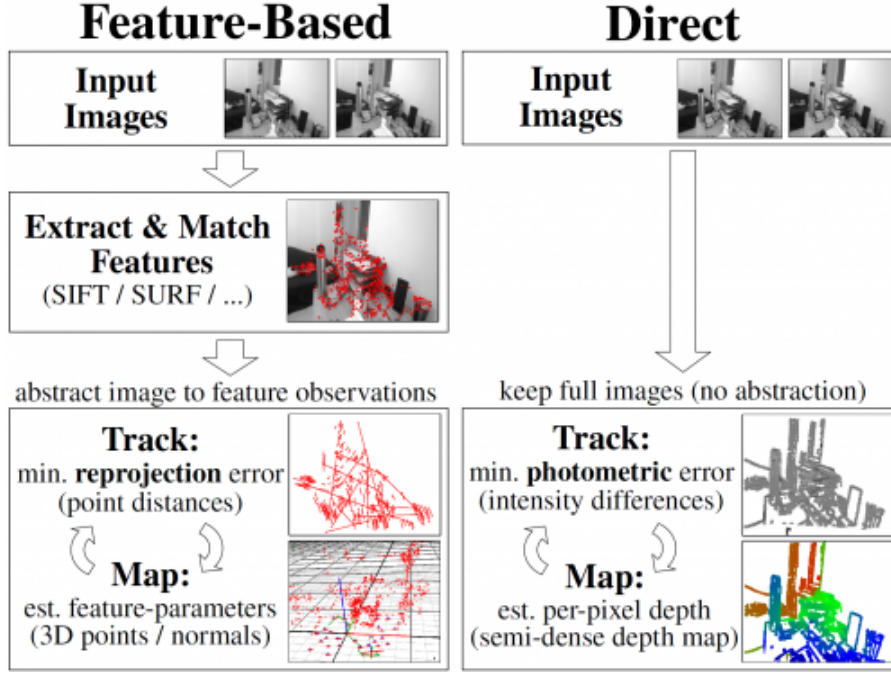 Feature-Based
Input
Images
Extract & Match
Features
(SIFT / SURF / ...)
abstract image to feature observations
Track:
min. reprojection error
(point distances)
Map:
est. feature-parameters
(3D points / normals)
Direct
Input
Images
keep full images (no abstraction)
Track:
min. photometric error
(intensity differences)
Map:
est. per-pixel depth
(semi-dense depth map)